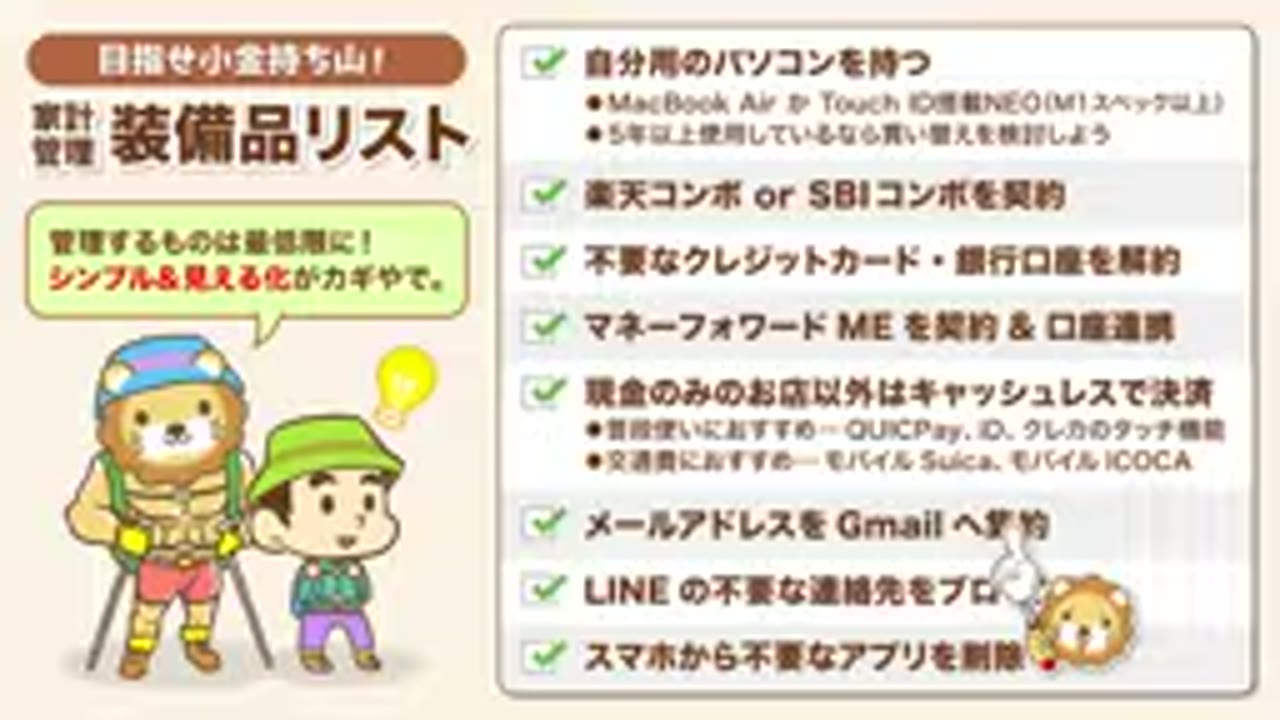 目指せ小金持ち山！
家計
管理
装備品リスト
管理するものは最低限に！
シンプル&見える化がカギやで。
自分用のパソコンを持つ
●MacBook Air か Touch ID搭載NEO（M1スペック以上）
●5年以上使用しているなら買い替えを検討しよう
楽天コンボ or SBIコンボを契約
不要なクレジットカード・銀行口座を解約
マネーフォワード ME を契約 & 口座連携
現金のみのお店以外はキャッシュレスで決済
●普段使いにおすすめ…QUICPay、iD、クレカのタッチ機能
●交通費におすすめ…モバイル Suica、モバイル ICOCA
メールアドレスを Gmail へ集約
LINE の不要な連絡先をブロ
スマホから不要なアプリを削除